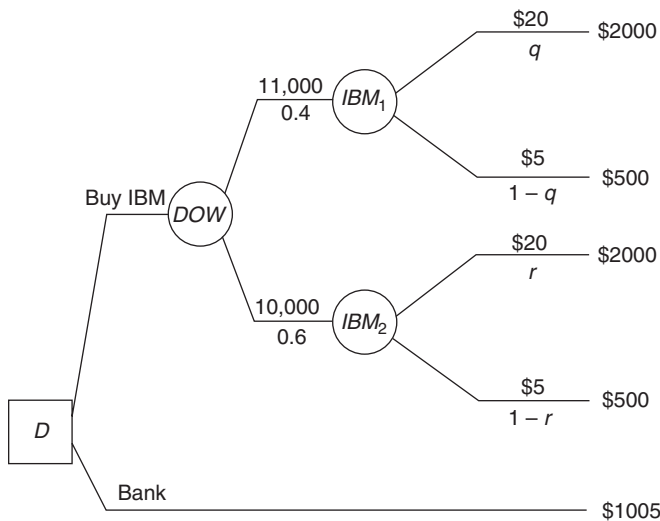 $20
q
$2000
11,000
0.4
IBM1
$5
1 – q
$500
Buy IBM
DOW
$20
r
$2000
10,000
0.6
IBM2
$5
1 – r
$500
D
Bank
$1005